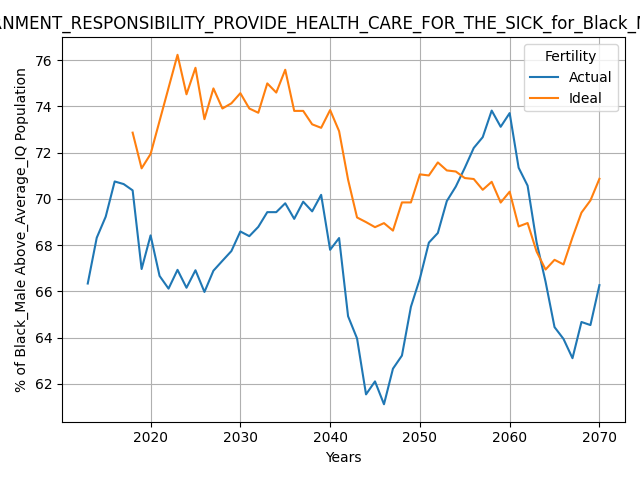 RNMENT_RESPONSIBILITY_PROVIDE_HEALTH_CARE_FOR_THE_SICK_for_Black_M
Fertility
Actual
Ideal
% of Black_Male Above_Average_IQ Population
76
74
72
70
68
66
64
62
2020 2030 2040 2050 2060 2070
Years